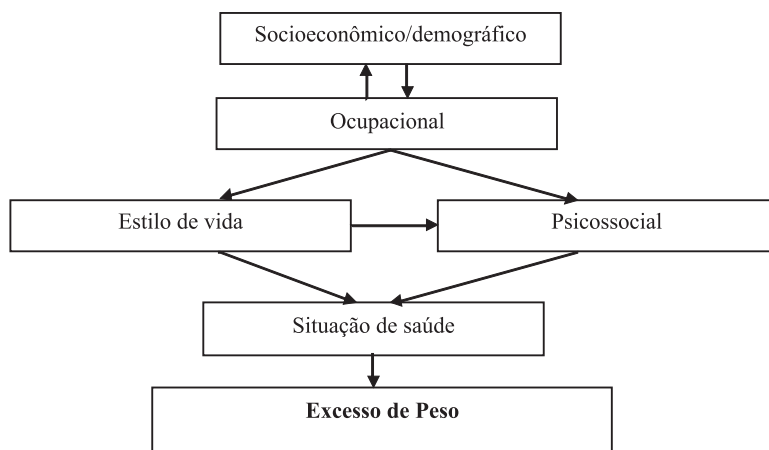 Socioeconômico/demográfico
Ocupacional
Estilo de vida
Psicossocial
Situação de saúde
Excesso de Peso